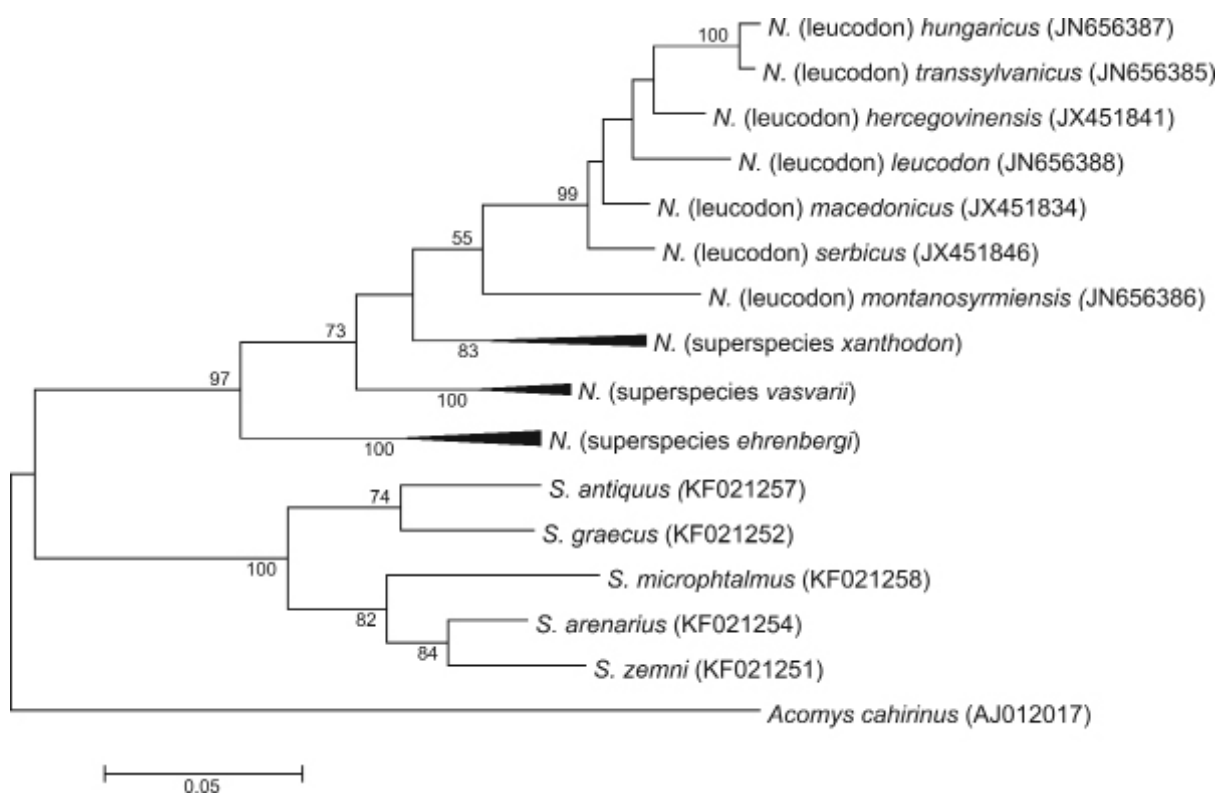 100
N. (leucodon) hungaricus (JN656387)
N. (leucodon) transsylvanicus (JN656385)
N. (leucodon) hercegovinensis (JX451841)
N. (leucodon) leucodon (JN656388)
99
N. (leucodon) macedonicus (JX451834)
55
N. (leucodon) serbicus (JX451846)
N. (leucodon) montanosyrmiensis (JN656386)
73
83
N. (superspecies xanthodon)
97
100
N. (superspecies vasvarii)
100
N. (superspecies ehrenbergi)
74
S. antiquus (KF021257)
S. graecus (KF021252)
100
S. microphtalmus (KF021258)
82
S. arenarius (KF021254)
84
S. zemni (KF021251)
Acomys cahirinus (AJ012017)
0.05